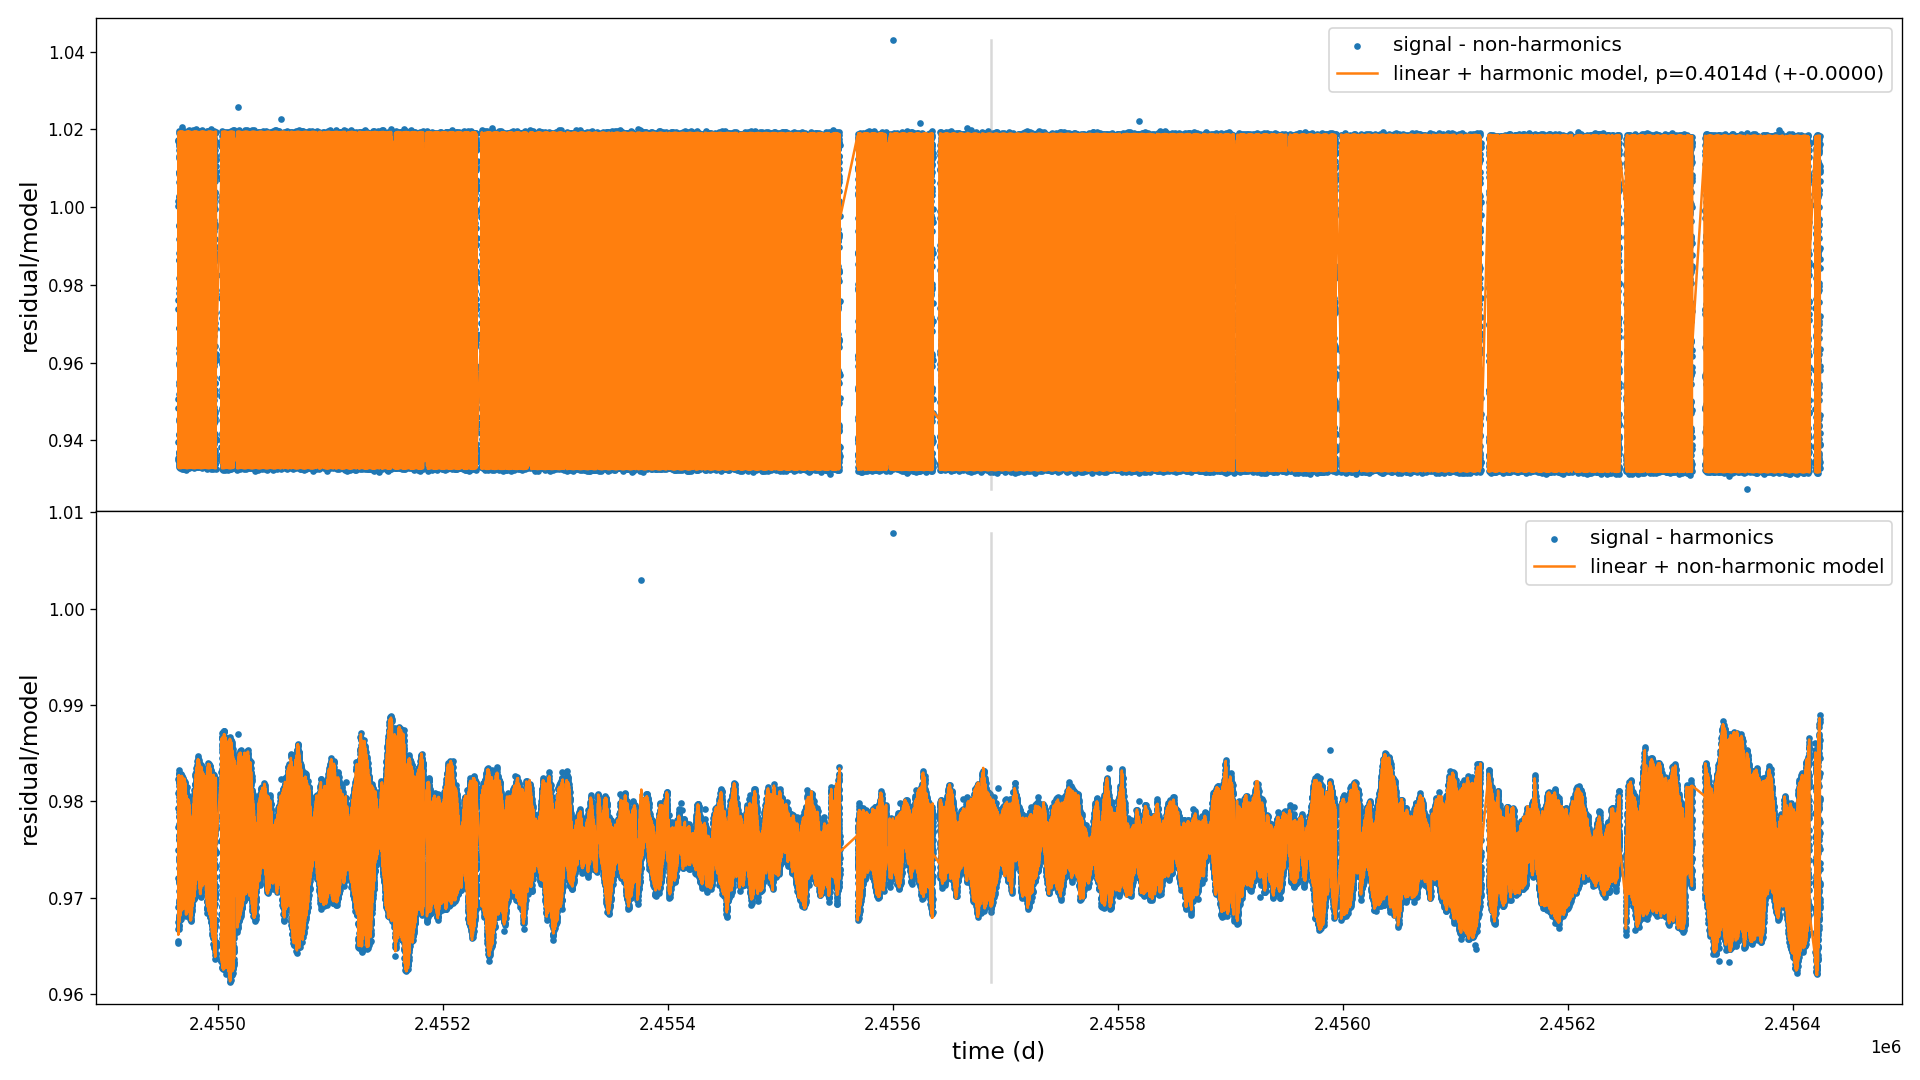 signal - non-harmonics
linear + harmonic model, p=0.4014d (+-0.0000)
1.04
1.02
1.00
0.98
0.96
0.94
residual/model
signal - harmonics
linear + non-harmonic model
1.01
1.00
0.99
0.98
0.97
0.96
residual/model
2.4550
2.4552
2.4554
2.4556
2.4558
2.4560
2.4562
2.4564
time (d)
1e6